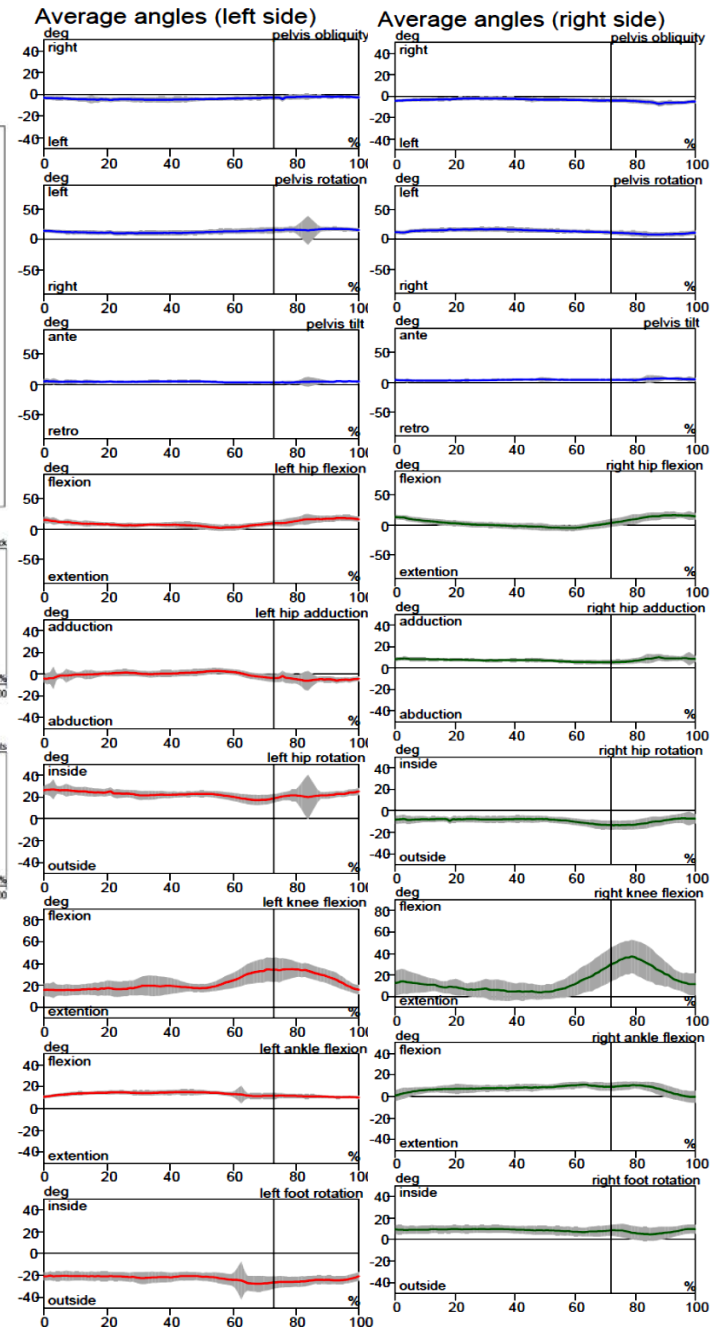 Average angles (left side)
deg
pelvis obliquity
right
40
20
0
-20
-40
left
%
0 20 40 60 80 100
pelvis rotation
deg
left
50
0
-50
right
%
0 20 40 60 80 100
deg
pelvis tilt
ante
50
0
-50
retro
%
0 20 40 60 80 100
deg
left hip flexion
flexion
50
0
-50
extention
%
0 20 40 60 80 100
deg
left hip adduction
adduction
40
20
0
-20
-40
abduction
%
0 20 40 60 80 100
deg
left hip rotation
inside
40
20
0
-20
-40
outside
%
0 20 40 60 80 100
deg
left knee flexion
flexion
80
60
40
20
0
extention
%
0 20 40 60 80 100
deg
left ankle flexion
flexion
40
20
0
-20
-40
extention
%
0 20 40 60 80 100
deg
left foot rotation
inside
20
0
-20
-40
outside
%
0 20 40 60 80 100
Average angles (right side)
deg
pelvis obliquity
right
40
20
0
-20
-40
left
%
0 20 40 60 80 100
deg
pelvis rotation
left
50
0
-50
right
%
0 20 40 60 80 100
deg
pelvis tilt
ante
50
0
-50
retro
%
0 20 40 60 80 100
deg
right hip flexion
flexion
50
0
-50
extention
%
0 20 40 60 80 100
deg
right hip adduction
adduction
40
20
0
-20
-40
abduction
%
0 20 40 60 80 100
deg
right hip rotation
inside
40
20
0
-20
-40
outside
%
0 20 40 60 80 100
deg
right knee flexion
flexion
80
60
40
20
0
extention
%
0 20 40 60 80 100
deg
right ankle flexion
flexion
40
20
0
-20
-40
extention
%
0 20 40 60 80 100
deg
right foot rotation
inside
40
20
0
-20
-40
outside
%
0 20 40 60 80 100